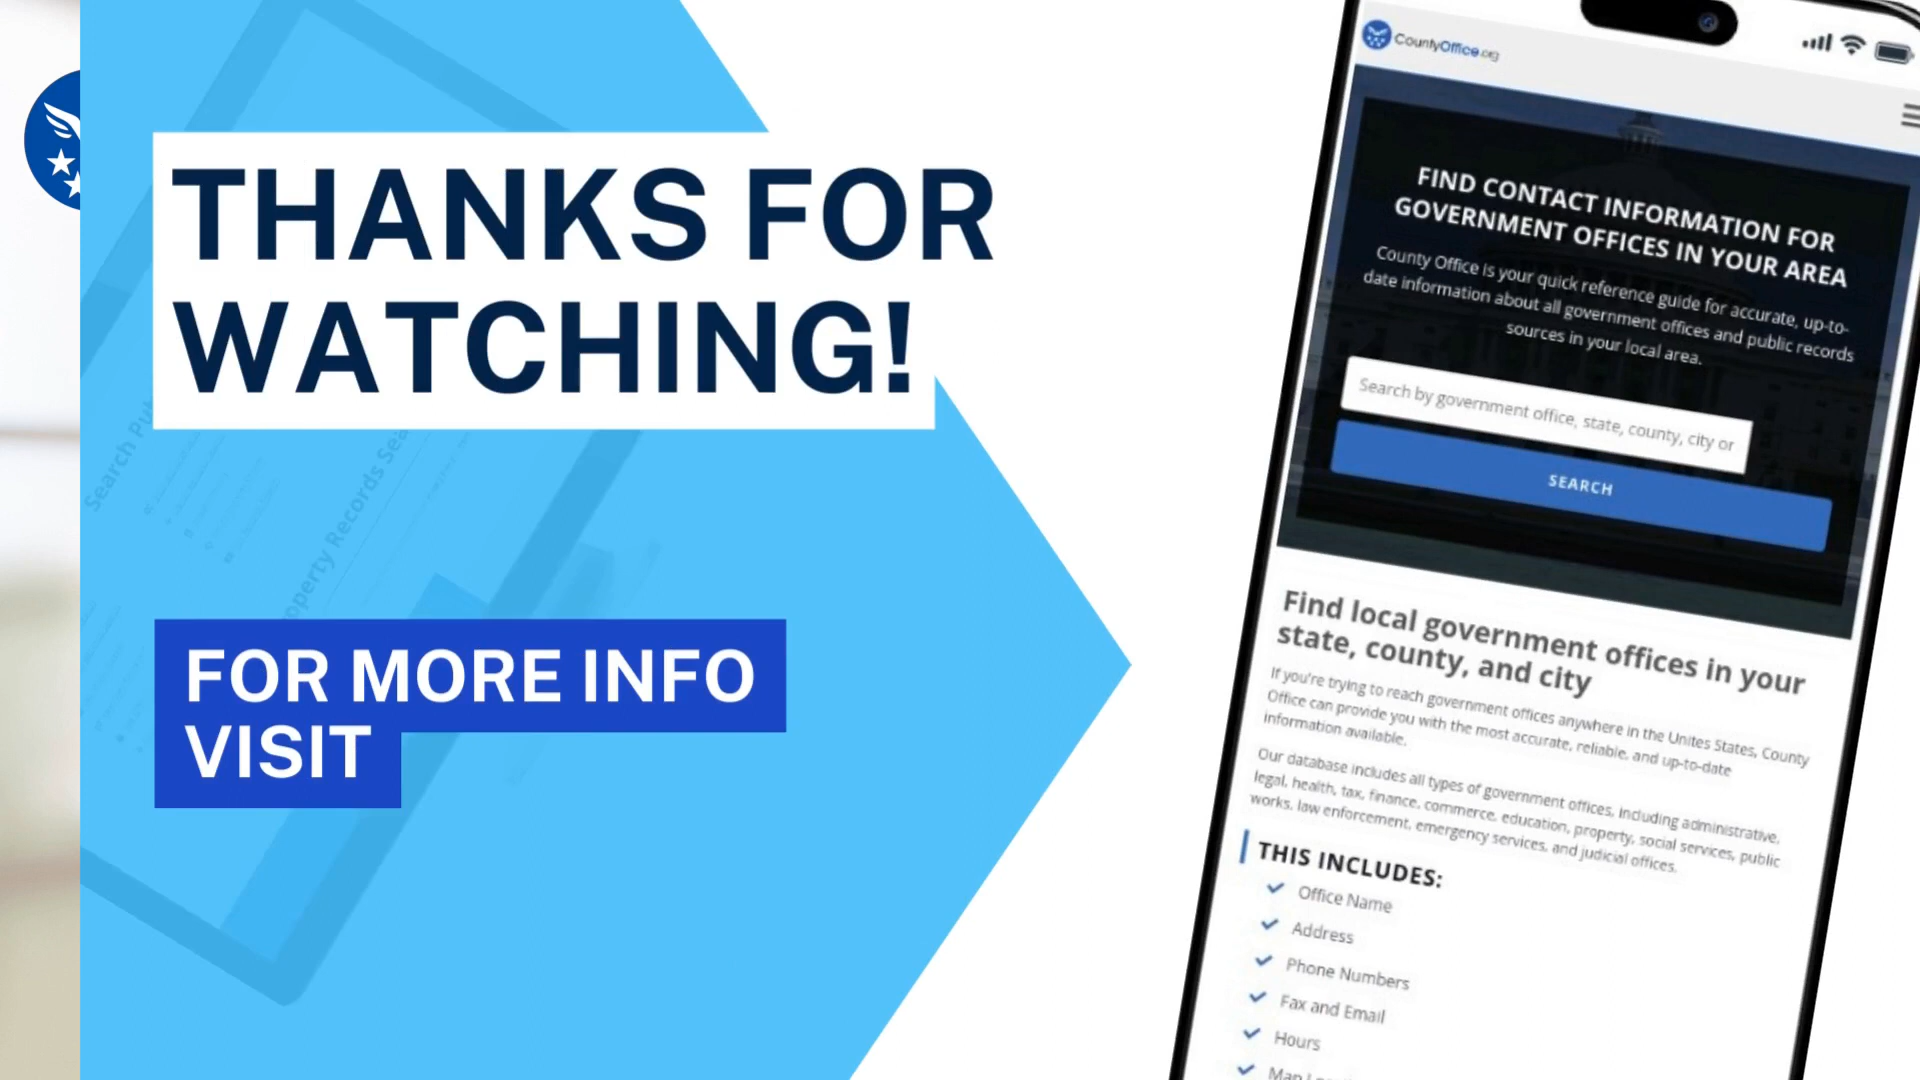 THANKS FOR
WATCHING!
FOR MORE INFO
VISIT
Search
operty Records Sea
CountyOffice.org
FIND CONTACT INFORMATION FOR
GOVERNMENT OFFICES IN YOUR AREA
County Office is your quick reference guide for accurate, up-to-
date information about all government offices and public records
sources in your local area.
Search by government office, state, county, city or
SEARCH
Find local government offices in your
state, county, and city
If you're trying to reach government offices anywhere in the Unites States, County
Office can provide you with the most accurate, reliable, and up-to-date
information available.
Our database includes all types of government offices, including administrative,
legal, health, tax, finance, commerce, education, property, social services, public
works, law enforcement, emergency services, and judicial offices.
THIS INCLUDES:
Office Name
Address
Phone Numbers
Fax and Email
Hours
Map